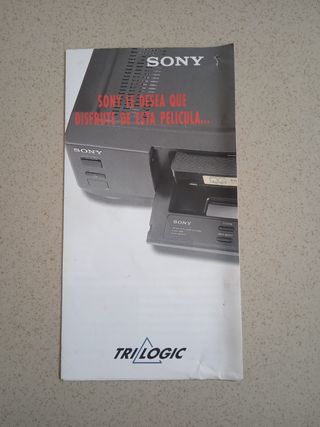 SONY
SONY LE DESEA QUE
DISFRUTE DE ESTA PELICULA...
SONY
SONY
TRILOGIC